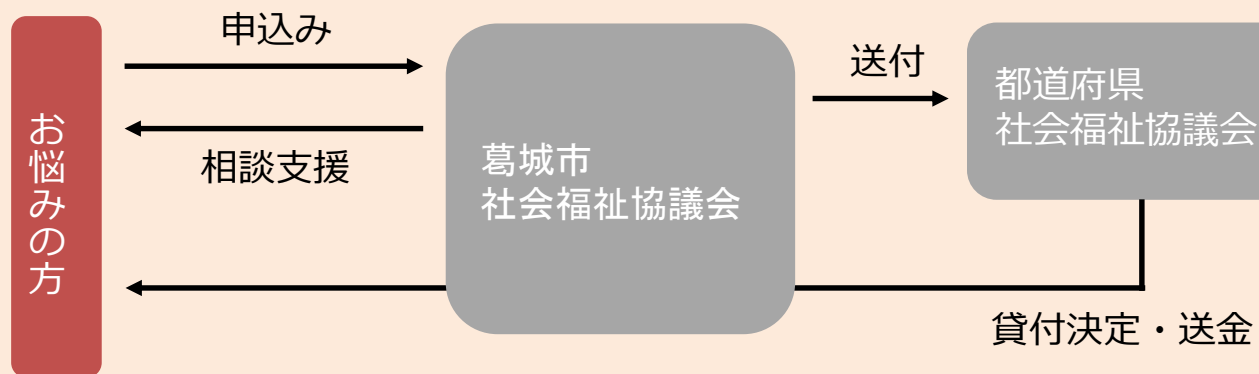 お悩みの方
申込み
相談支援
葛城市
社会福祉協議会
送付
都道府県
社会福祉協議会
貸付決定・送金